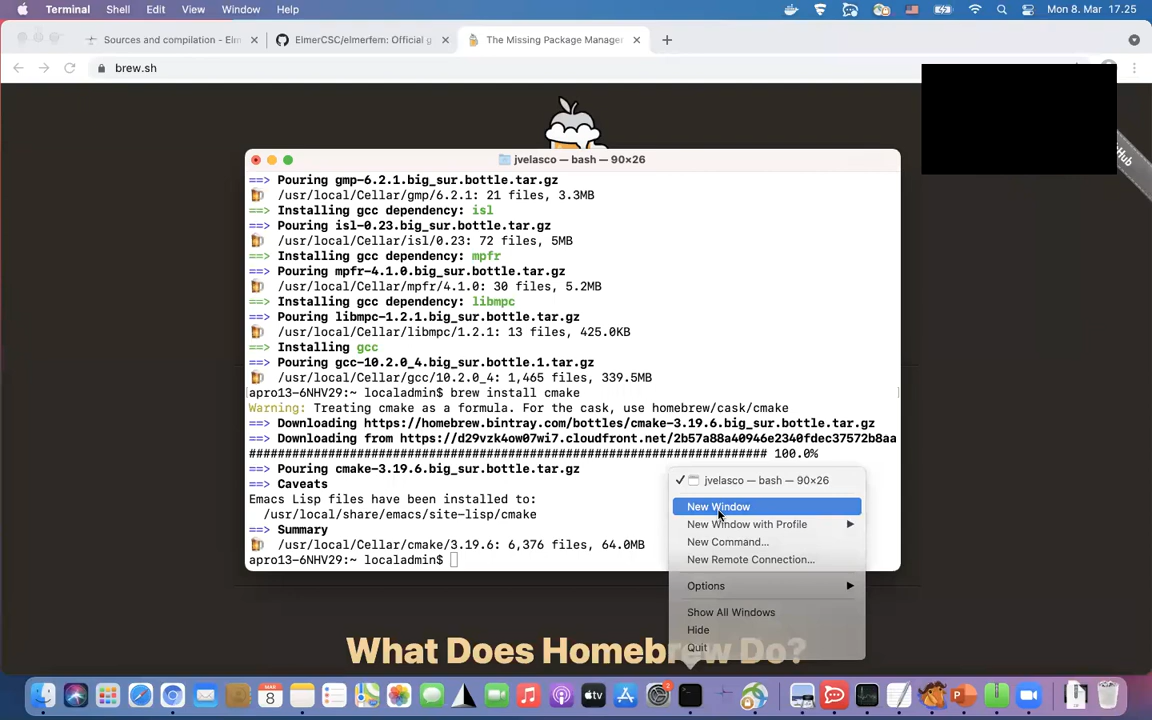 Terminal Shell Edit View Window Help Mon 8. Mar 17.25
Sources and compilation - Elm ElmerCSC/elmerfem: Official g The Missing Package Manager
brew.sh
jvelasco — bash — 90×26
==> Pouring gmp-6.2.1.big_sur.bottle.tar.gz
/usr/local/Cellar/gmp/6.2.1: 21 files, 3.3MB
==> Installing gcc dependency: isl
==> Pouring isl-0.23.big_sur.bottle.tar.gz
/usr/local/Cellar/isl/0.23: 72 files, 5MB
==> Installing gcc dependency: mpfr
==> Pouring mpfr-4.1.0.big_sur.bottle.tar.gz
/usr/local/Cellar/mpfr/4.1.0: 30 files, 5.2MB
==> Installing gcc dependency: libmpc
==> Pouring libmpc-1.2.1.big_sur.bottle.tar.gz
/usr/local/Cellar/libmpc/1.2.1: 13 files, 425.0KB
==> Installing gcc
==> Pouring gcc-10.2.0_4.big_sur.bottle.1.tar.gz
/usr/local/Cellar/gcc/10.2.0_4: 1,465 files, 339.5MB
apro13-6NHV29:~ localadmin$ brew install cmake
Warning: Treating cmake as a formula. For the cask, use homebrew/cask/cmake
==> Downloading https://homebrew.bintray.com/bottles/cmake-3.19.6.big_sur.bottle.tar.gz
==> Downloading from https://d29vzk4ow07wi7.cloudfront.net/2b57a88a40946e2340fdec37572b8aa
######################################################################## 100.0%
==> Pouring cmake-3.19.6.big_sur.bottle.tar.gz
==> Caveats
Emacs Lisp files have been installed to:
/usr/local/share/emacs/site-lisp/cmake
==> Summary
/usr/local/Cellar/cmake/3.19.6: 6,376 files, 64.0MB
apro13-6NHV29:~ localadmin$
✓ jvelasco — bash — 90×26
New Window
New Window with Profile
New Command...
New Remote Connection...
Options
Show All Windows
Hide
Quit
What Does Homebrew Do?